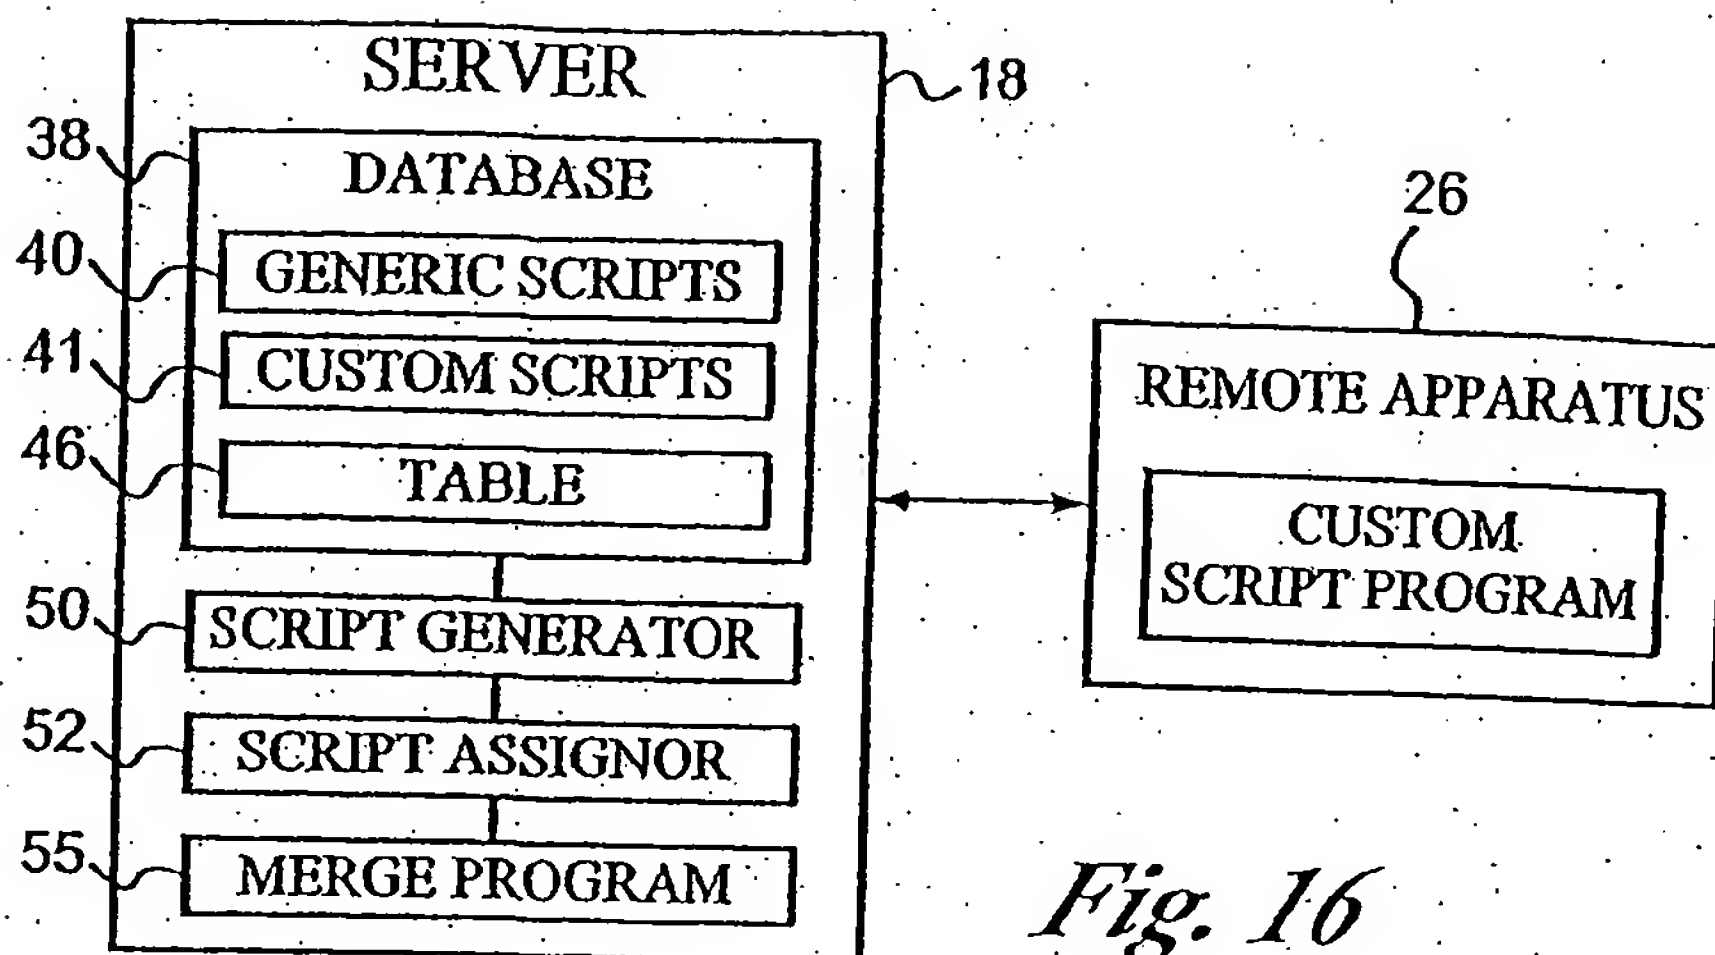 SERVER
18
38
DATABASE
40
GENERIC SCRIPTS
41
CUSTOM SCRIPTS
46
TABLE
50
SCRIPT GENERATOR
52
SCRIPT ASSIGNOR
55
MERGE PROGRAM
26
REMOTE APPARATUS
CUSTOM
SCRIPT PROGRAM
Fig. 16